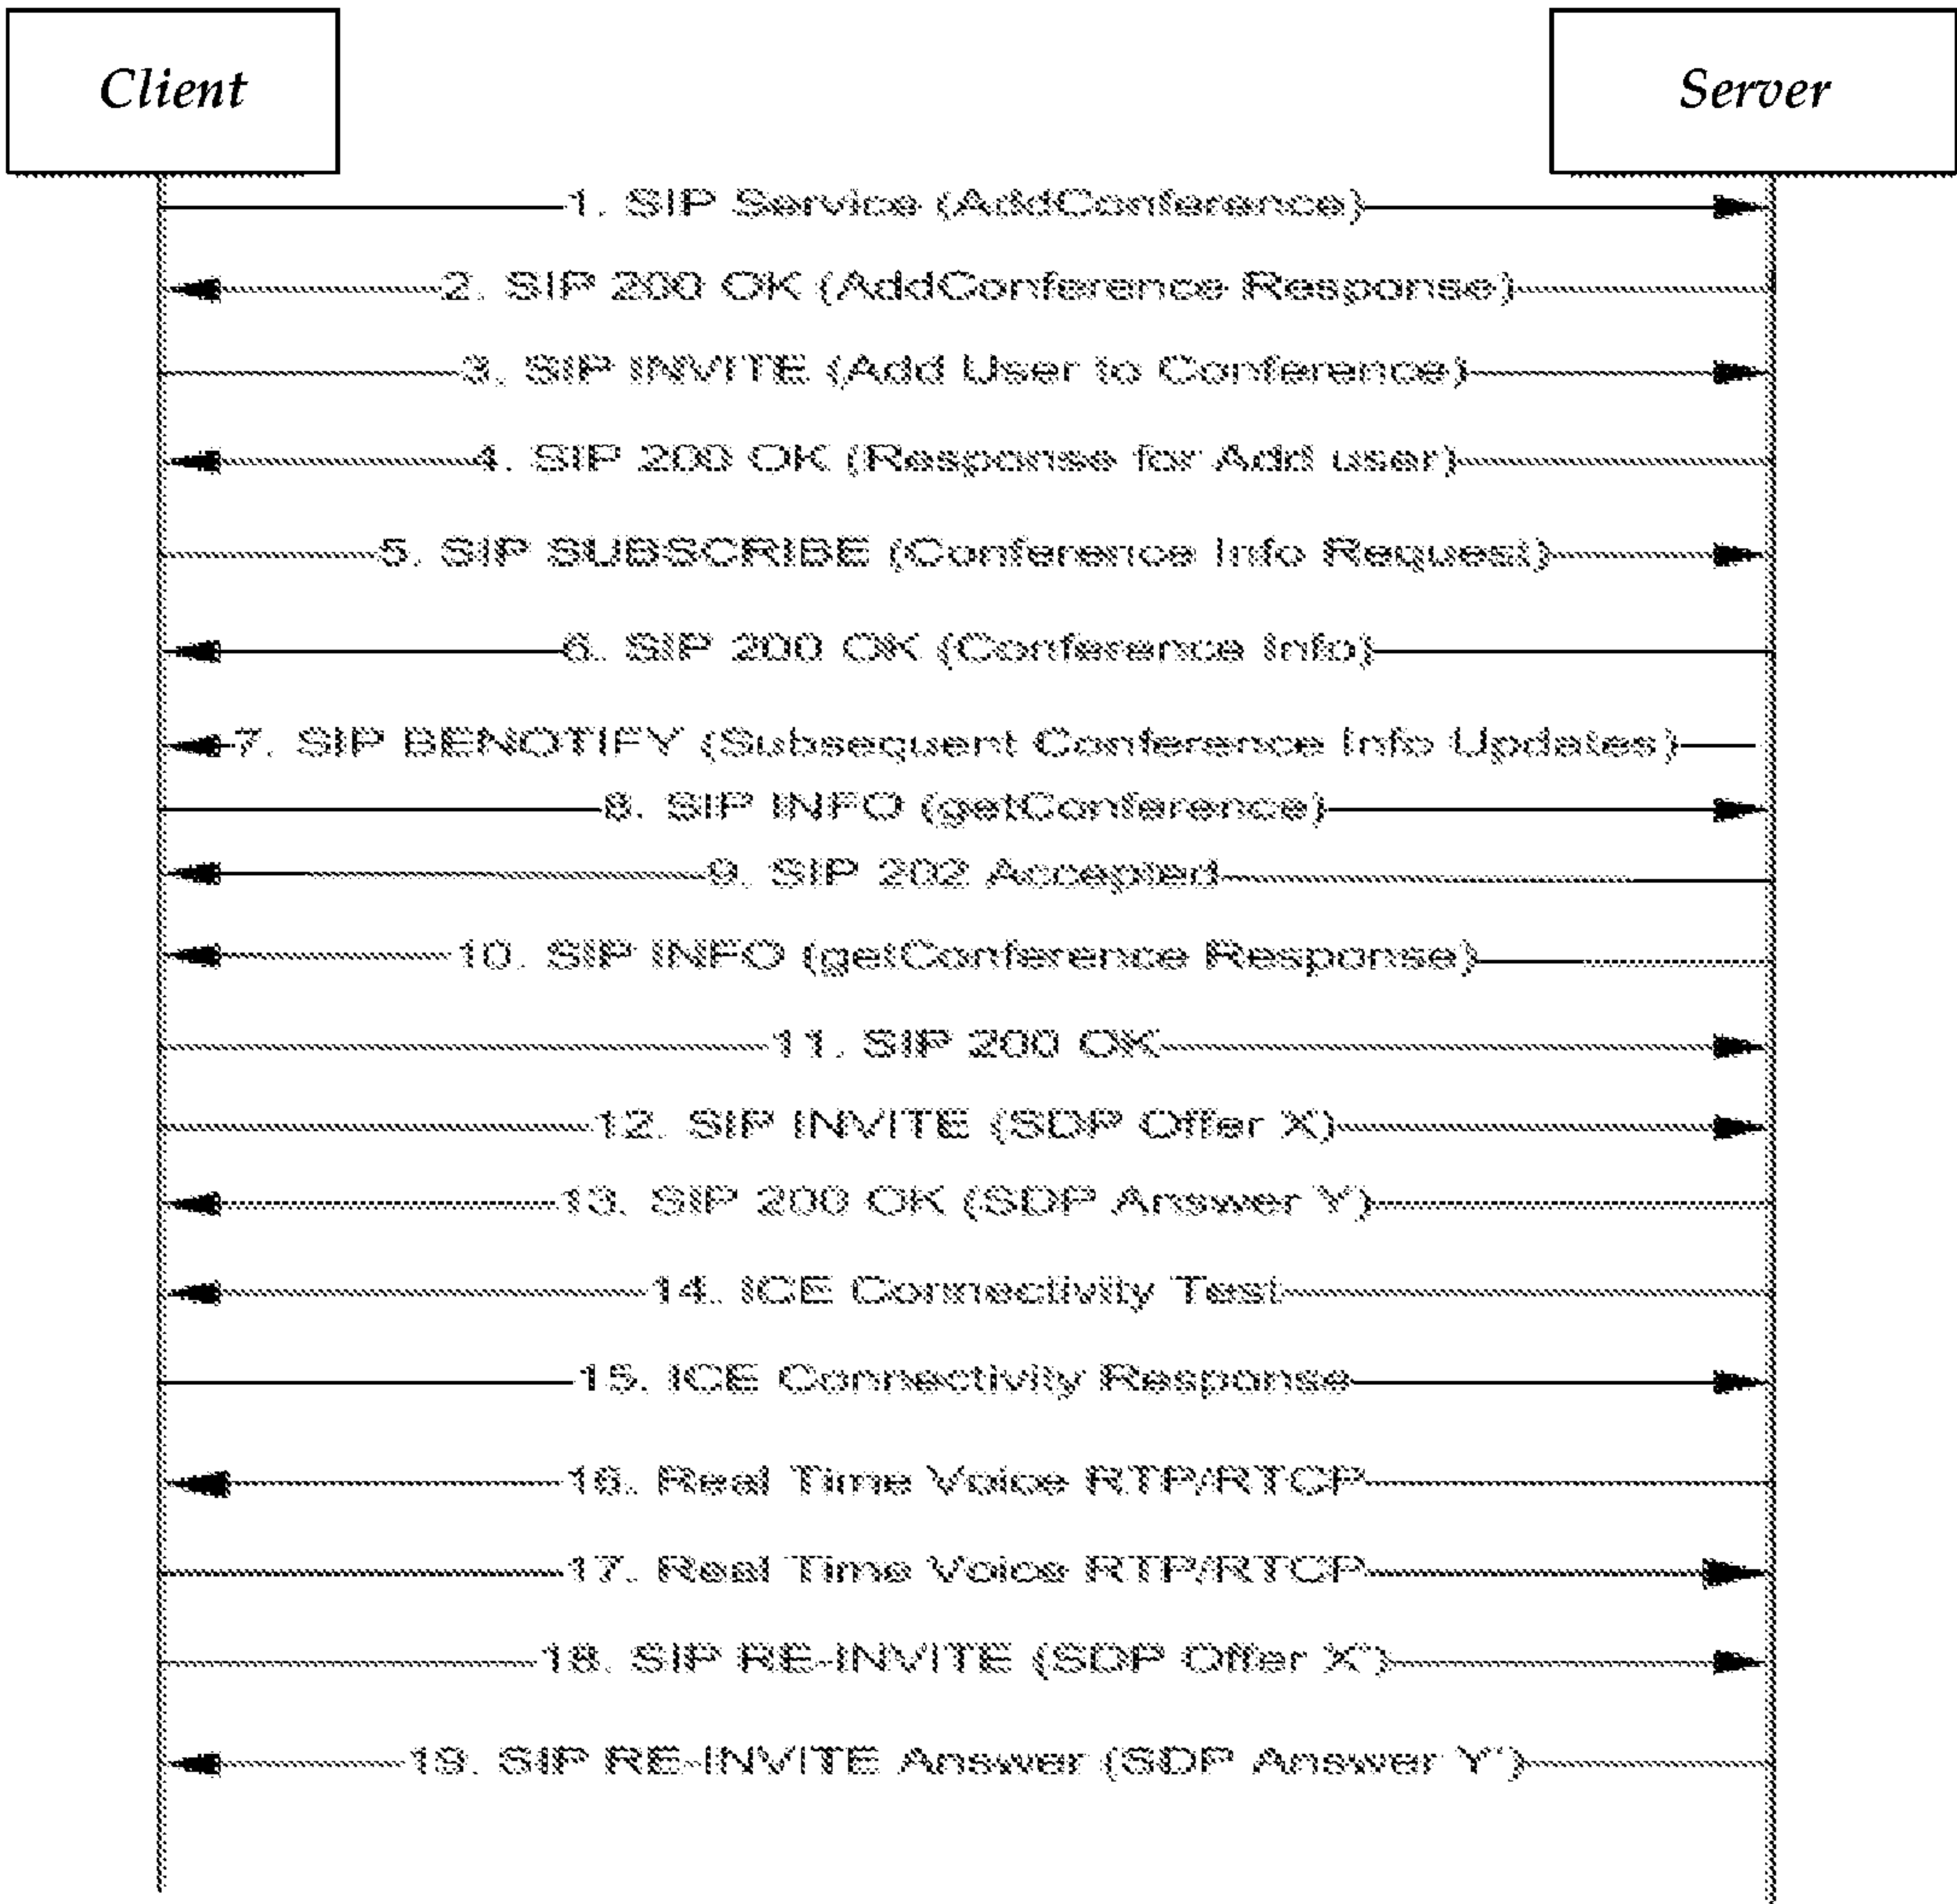 Client
Server
1. SIP Service (AddConference)
2. SIP 200 OK (AddConference Response)
3. SIP INVITE (Add User to Conference)
4. SIP 200 OK (Response for Add user)
5. SIP SUBSCRIBE (Conference Info Request)
6. SIP 200 OK (Conference Info)
7. SIP BENOTIFY (Subsequent Conference Info Updates)
8. SIP INFO (getConference)
9. SIP 202 Accepted
10. SIP INFO (getConference Response)
11. SIP 200 OK
12. SIP INVITE (SDP Offer X)
13. SIP 200 OK (SDP Answer Y)
14. ICE Connectivity Test
15. ICE Connectivity Response
16. Real Time Voice RTP/RTCP
17. Real Time Voice RTP/RTCP
18. SIP RE-INVITE (SDP Offer X')
19. SIP RE-INVITE Answer (SDP Answer Y')